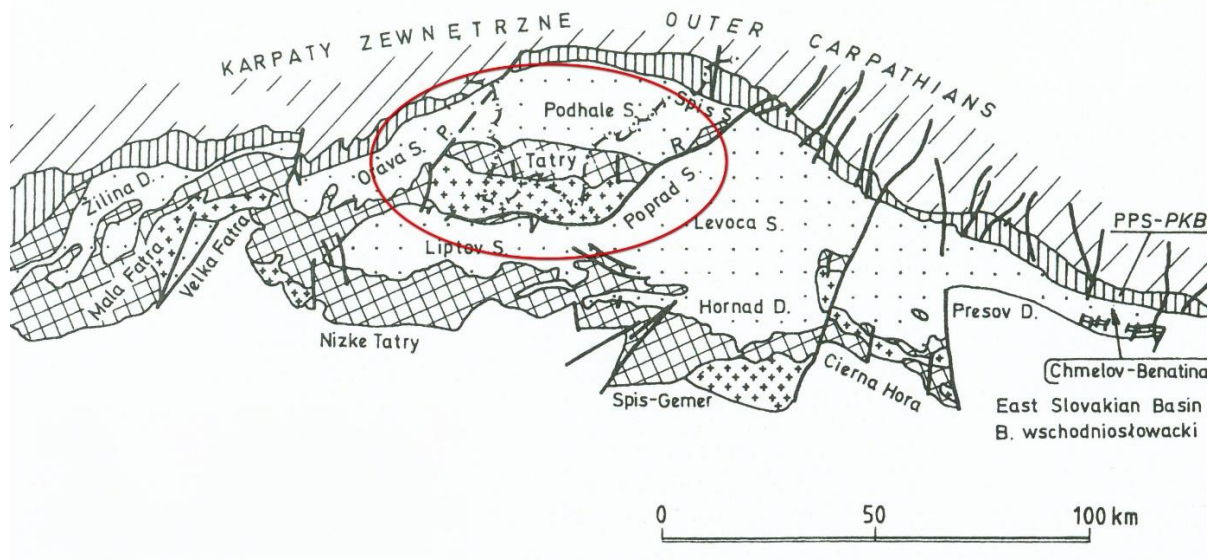 KARPATY ZEWNĘTRZNE OUTER CARPATHIANS
Podhale S.
Spis S.
P.
R.
Orava S.
Tatry
Žilina D.
Poprad S.
Levoca S.
Liptov S.
PPS-PKB
Mala Fatra
Velka Fatra
Hornad D.
Presov D.
Nizke Tatry
Cierna Hora
Chmelov-Benatina
Spis-Gemer
East Slovakian Basin
B. wschodniosłowacki
0 50 100 km